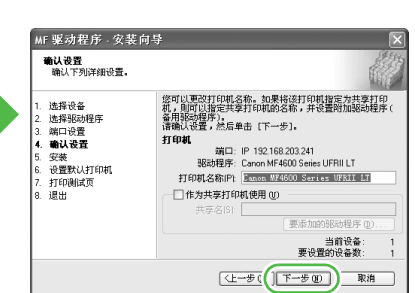 MF 驱动程序 - 安装向导
确认设置
确认下列详细设置。
1. 选择设备
2. 选择驱动程序
3. 端口设置
4. 确认设置
5. 安装
6. 设置默认打印机
7. 打印测试页
8. 退出
您可以更改打印机名称。如果将该打印机指定为共享打印
机，则可以指定共享打印机的名称，并设置附加驱动程序（
备用驱动程序）。
请确认设置，然后单击 [下一步]。
打印机
端口: IP 192.168.203.241
驱动程序: Canon MF4600 Series UFRII LT
打印机名称(P): Canon MF4600 Series UFRII LT
作为共享打印机使用(U)
共享名(S):
要添加的驱动程序(D)...
当前设备: 1
要设置的设备数: 1
<上一步 下一步(N) 取消